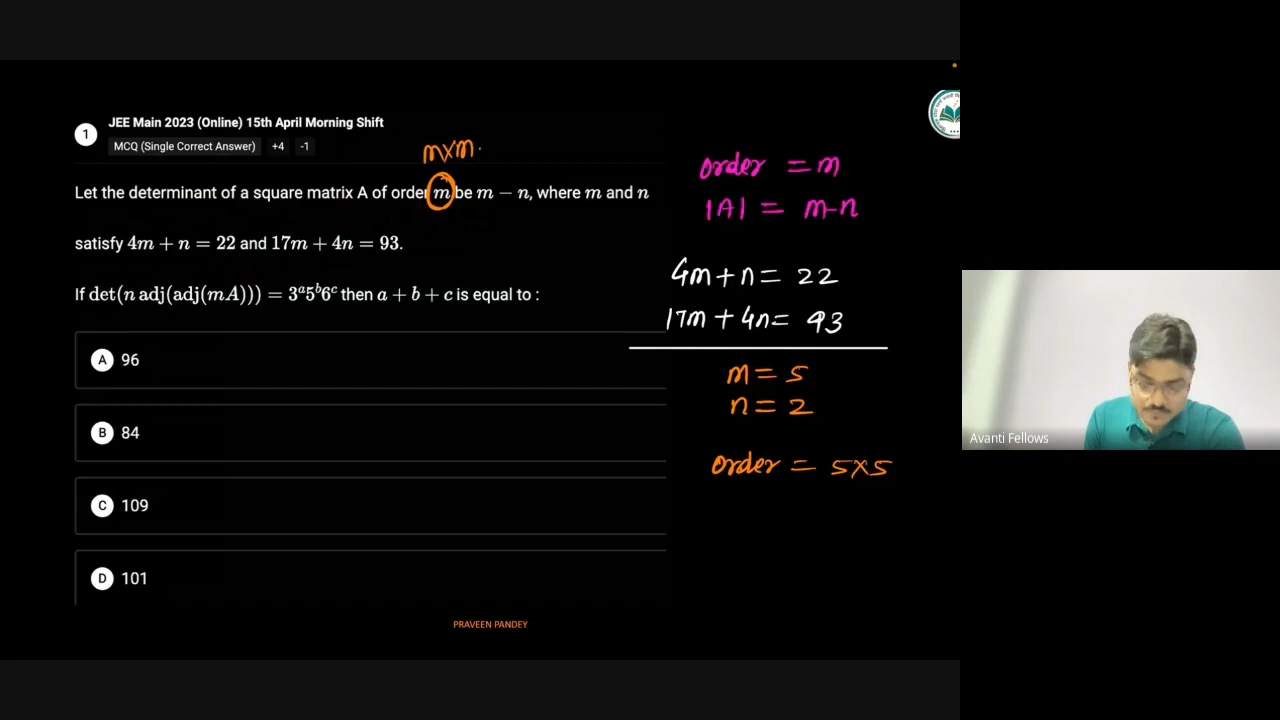 1
JEE Main 2023 (Online) 15th April Morning Shift
MCQ (Single Correct Answer) +4 -1
m×m.
Let the determinant of a square matrix A of order m be m − n, where m and n
satisfy 4m + n = 22 and 17m + 4n = 93.
If det(n adj(adj(mA))) = 3ᵃ5ᵇ6ᶜ then a + b + c is equal to :
A 96
B 84
C 109
D 101
order = m
|A| = m-n
4m+n= 22
17m + 4n= 93
m = 5
n = 2
order = 5×5
Avanti Fellows
PRAVEEN PANDEY